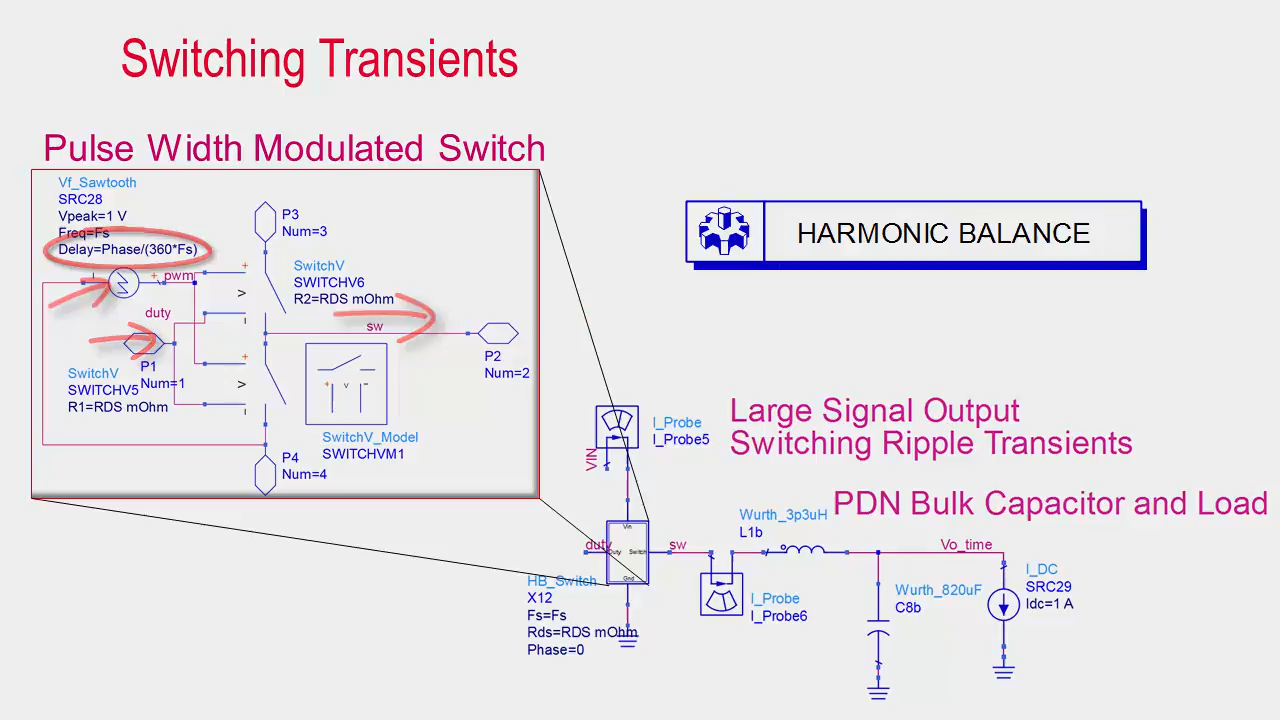 Switching Transients
Pulse Width Modulated Switch
Vf_Sawtooth
SRC28
Vpeak=1 V
Freq=Fs
Delay=Phase/(360*Fs)
pwm
duty
P1
Num=1
SwitchV
SWITCHV5
R1=RDS mOhm
P3
Num=3
SwitchV
SWITCHV6
R2=RDS mOhm
sw
P2
Num=2
+
V
–
+
V
–
+ V –
SwitchV_Model
SWITCHVM1
P4
Num=4
HARMONIC BALANCE
I_Probe
I_Probe5
VIN
Large Signal Output
Switching Ripple Transients
PDN Bulk Capacitor and Load
Vin
Duty
Switch
Gnd
duty
sw
HB_Switch
X12
Fs=Fs
Rds=RDS mOhm
Phase=0
I_Probe
I_Probe6
Wurth_3p3uH
L1b
Vo_time
Wurth_820uF
C8b
I_DC
SRC29
Idc=1 A